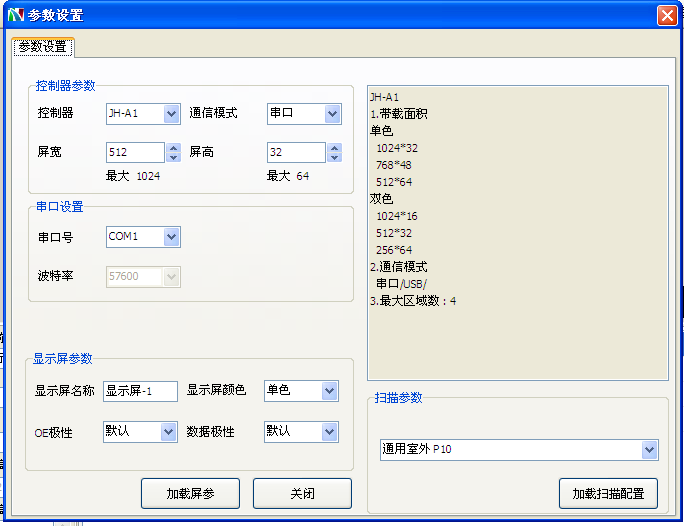 参数设置
参数设置
控制器参数
控制器 JH-A1 通信模式 串口
屏宽 512 屏高 32
最大 1024 最大 64
串口设置
串口号 COM1
波特率 57600
显示屏参数
显示屏名称 显示屏-1 显示屏颜色 单色
OE极性 默认 数据极性 默认
加载屏参 关闭
JH-A1
1.带载面积
单色
1024*32
768*48
512*64
双色
1024*16
512*32
256*64
2.通信模式
串口/USB/
3.最大区域数：4
扫描参数
通用室外 P10
加载扫描配置